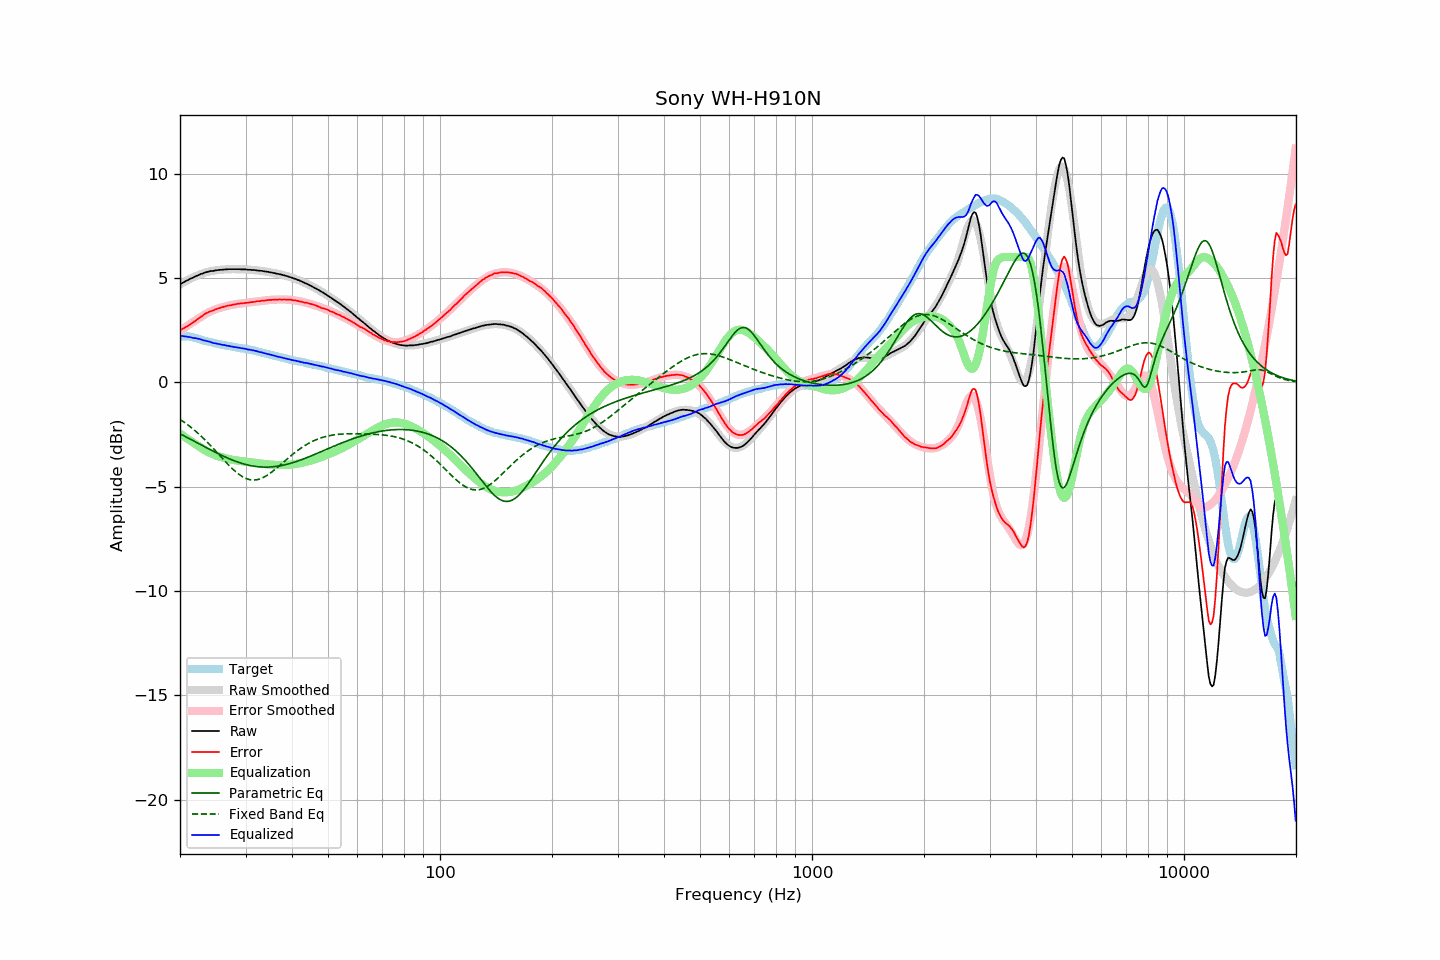 Sony WH-H910N
Amplitude (dBr)
10
5
0
−5
−10
−15
−20
Target
Raw Smoothed
Error Smoothed
Raw
Error
Equalization
Parametric Eq
Fixed Band Eq
Equalized
100
1000
10000
Frequency (Hz)